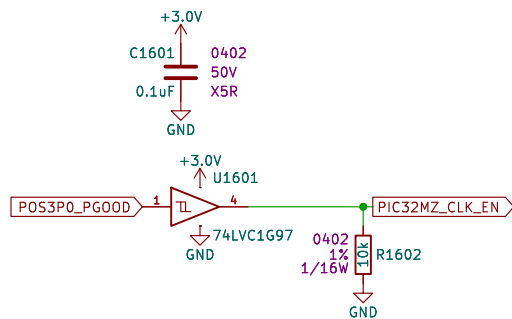 +3.0V
C1601 0402
50V
0.1uF X5R
GND
+3.0V
U1601
POS3P0_PGOOD 1 4 PIC32MZ_CLK_EN
74LVC1G97
GND
0402
1% 10k R1602
1/16W
GND